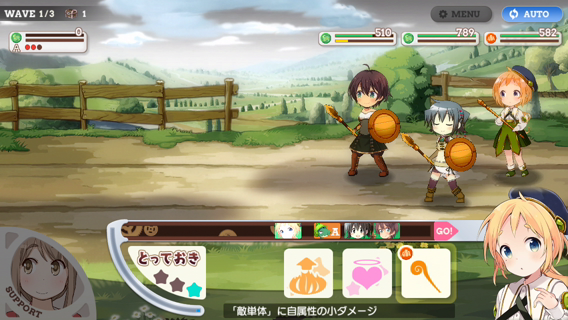 WAVE 1/3 1
MENU
AUTO
0
A
510
789
582
GO!
とっておき
SUPPORT
「敵単体」に自属性の小ダメージ